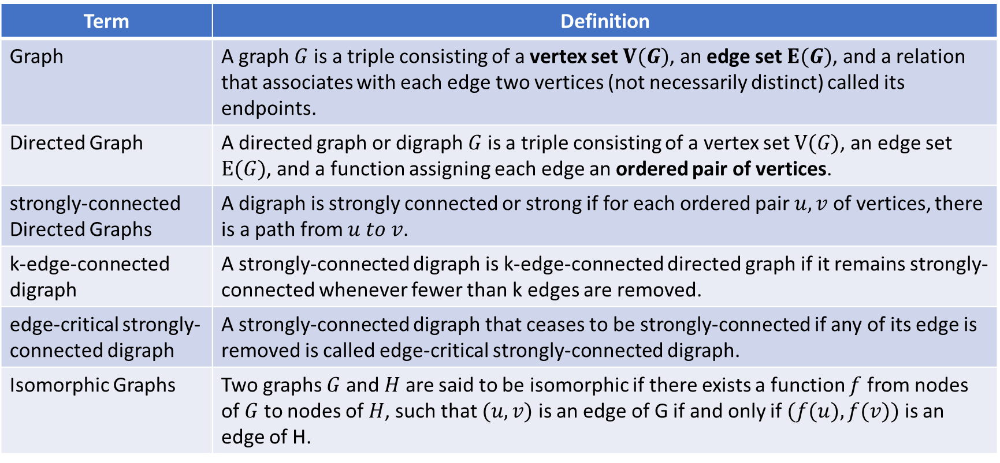 Term
Definition
Graph
A graph G is a triple consisting of a vertex set V(G), an edge set E(G), and a relation
that associates with each edge two vertices (not necessarily distinct) called its
endpoints.
Directed Graph
A directed graph or digraph G is a triple consisting of a vertex set V(G), an edge set
E(G), and a function assigning each edge an ordered pair of vertices.
strongly-connected
Directed Graphs
A digraph is strongly connected or strong if for each ordered pair u, v of vertices, there
is a path from u to v.
k-edge-connected
digraph
A strongly-connected digraph is k-edge-connected directed graph if it remains strongly-
connected whenever fewer than k edges are removed.
edge-critical strongly-
connected digraph
A strongly-connected digraph that ceases to be strongly-connected if any of its edge is
removed is called edge-critical strongly-connected digraph.
Isomorphic Graphs
Two graphs G and H are said to be isomorphic if there exists a function f from nodes
of G to nodes of H, such that (u, v) is an edge of G if and only if (f(u), f(v)) is an
edge of H.